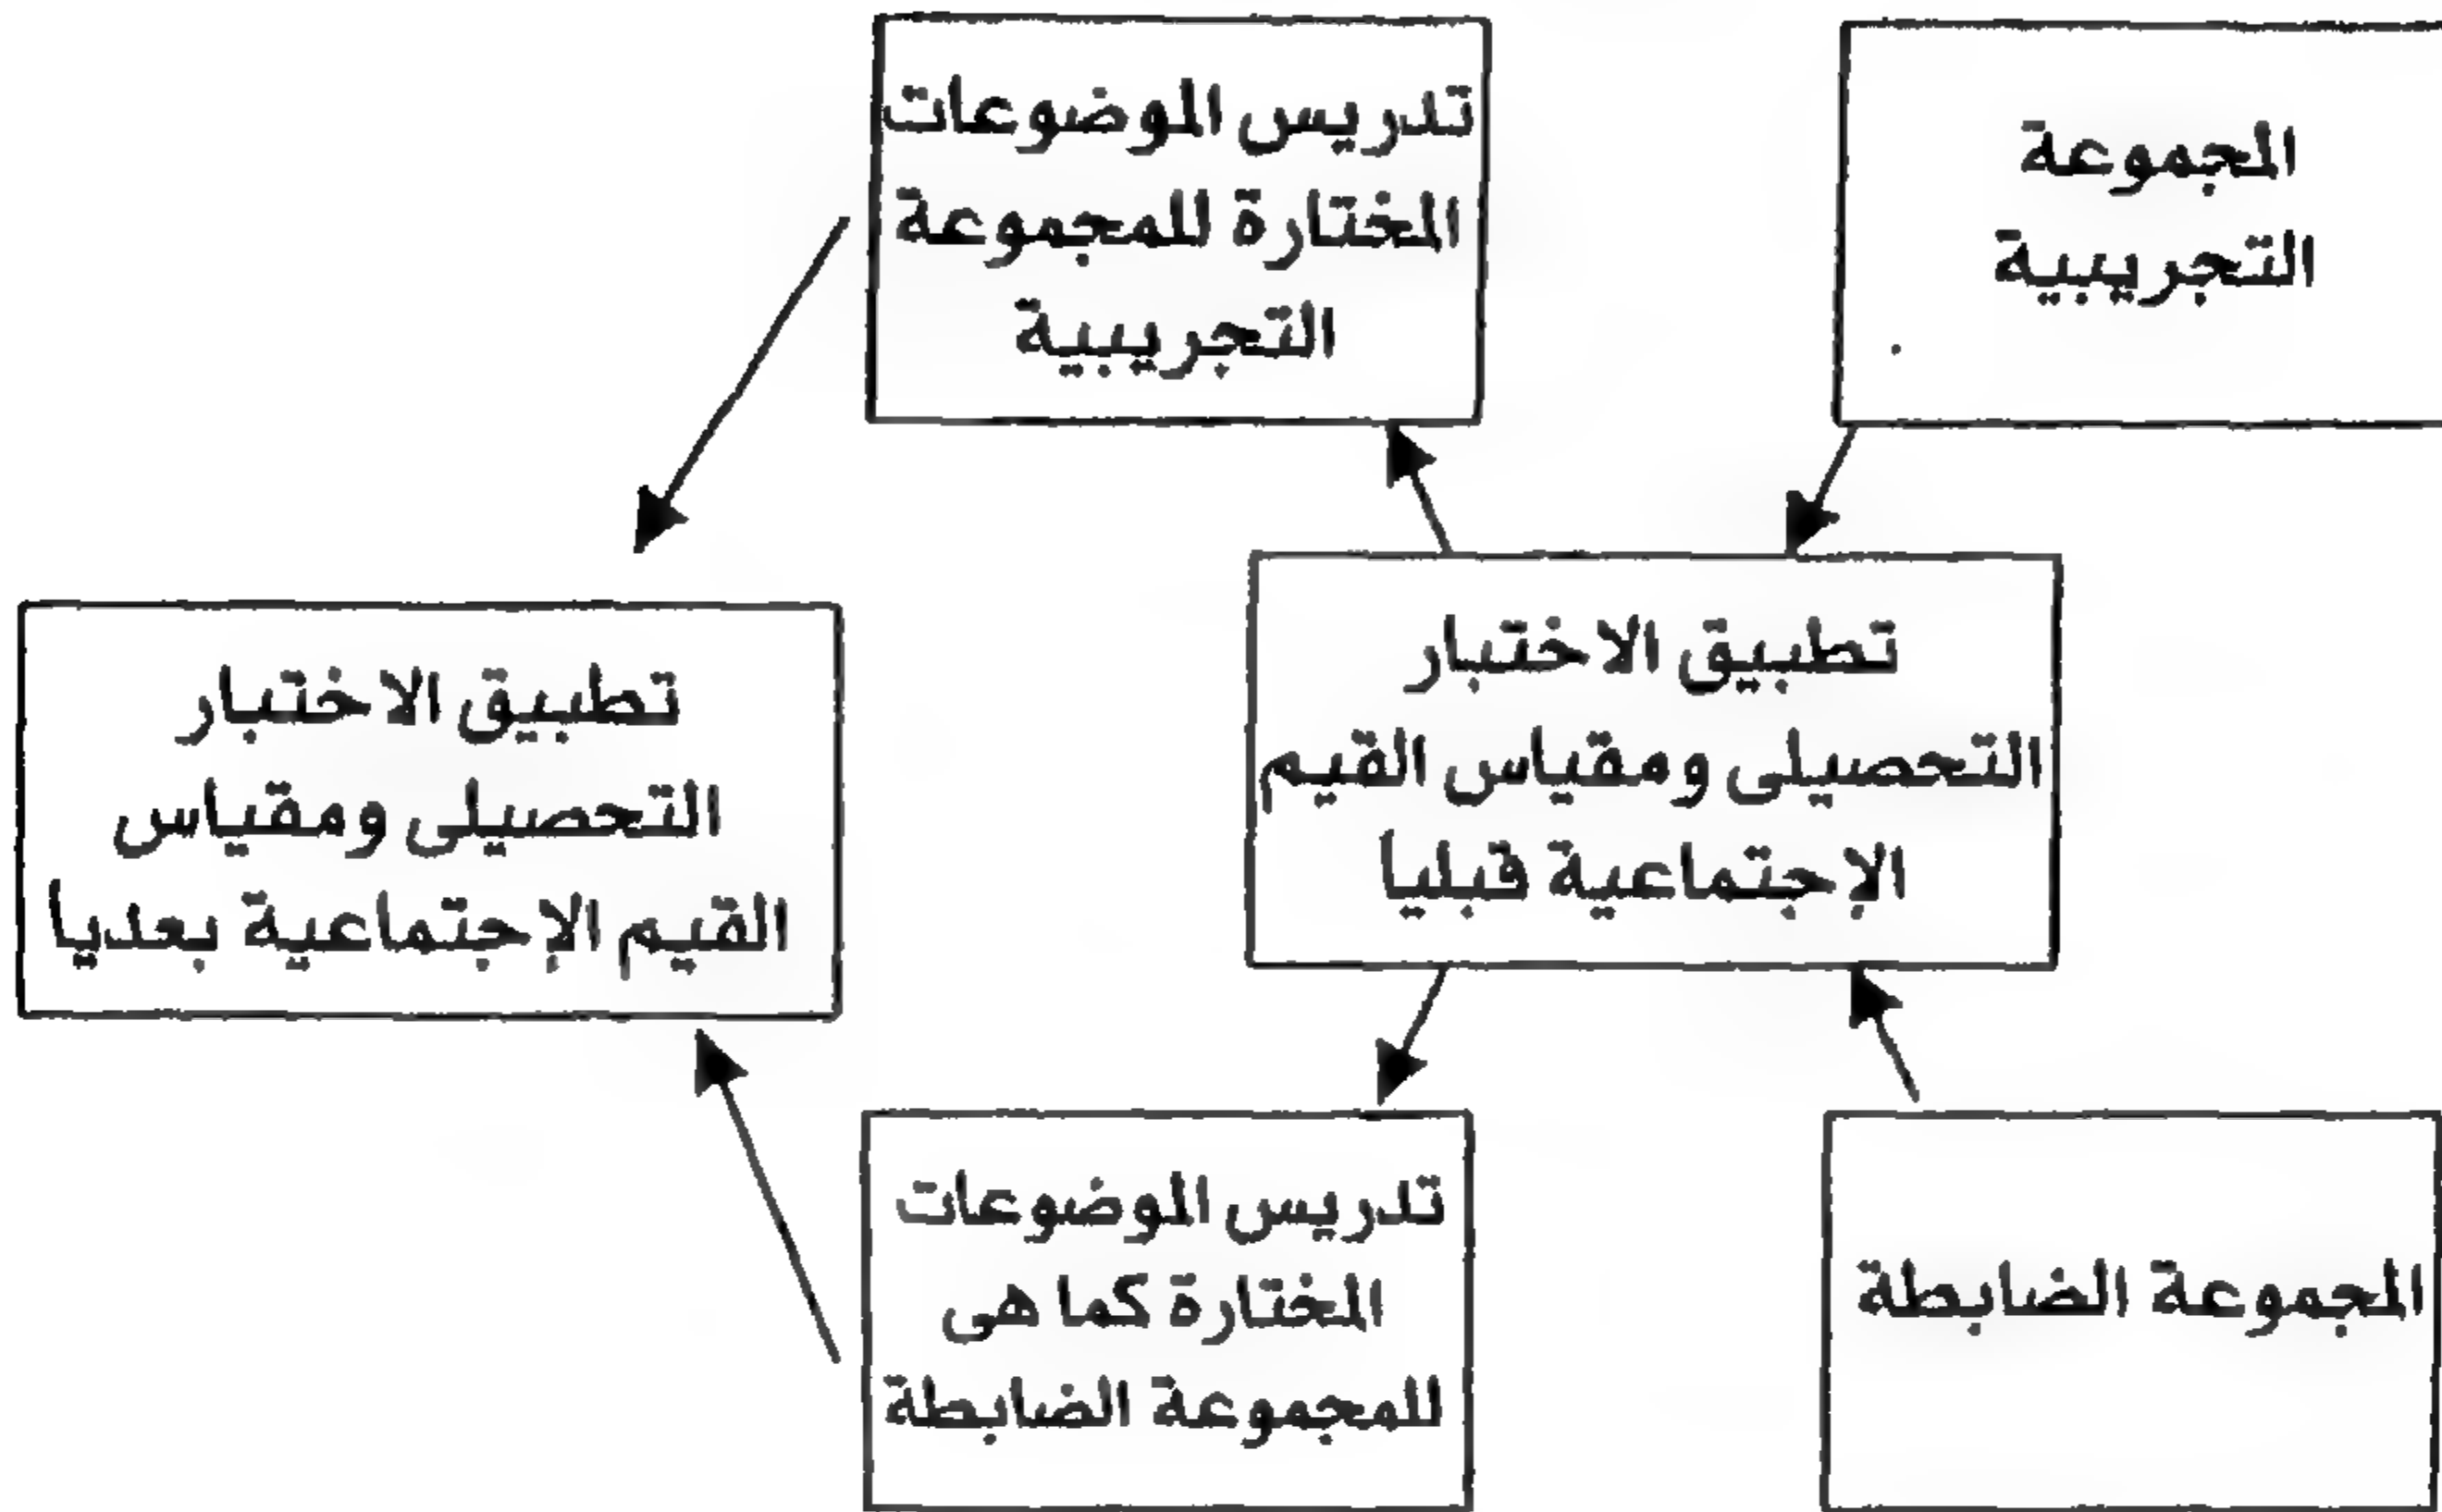 المجموعة
التجريبية
تدريس الموضوعات
المختارة للمجموعة
التجريبية
تطبيق الاختبار
التحصيلى ومقياس القيم
الإجتماعية قبليا
تطبيق الاختبار
التحصيلى ومقياس
القيم الإجتماعية بعديا
المجموعة الضابطة
تدريس الموضوعات
المختارة كما هى
للمجموعة الضابطة